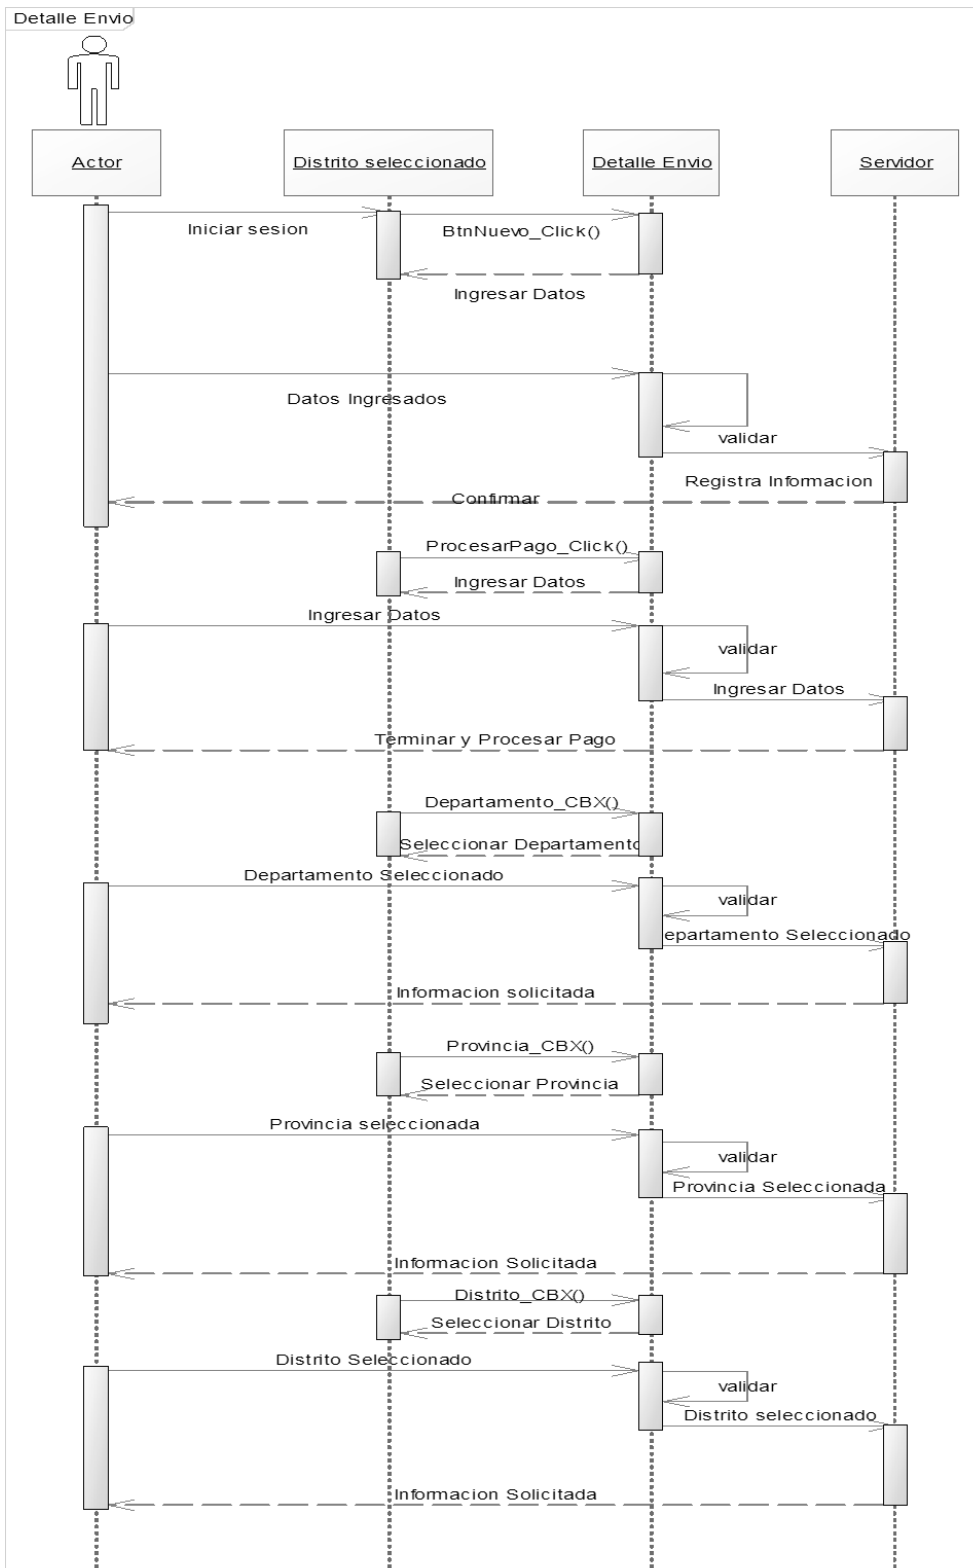 Detalle Envio
Actor
Distrito seleccionado
Detalle Envio
Servidor
Iniciar sesion
BtnNuevo_Click()
Ingresar Datos
Datos Ingresados
validar
Registra Informacion
Confirmar
ProcesarPago_Click()
Ingresar Datos
Ingresar Datos
validar
Ingresar Datos
Terminar y Procesar Pago
Departamento_CBX()
Seleccionar Departamento
Departamento Seleccionado
validar
epartamento Seleccionado
Informacion solicitada
Provincia_CBX()
Seleccionar Provincia
Provincia seleccionada
validar
Provincia Seleccionada
Informacion Solicitada
Distrito_CBX()
Seleccionar Distrito
Distrito Seleccionado
validar
Distrito seleccionado
Informacion Solicitada